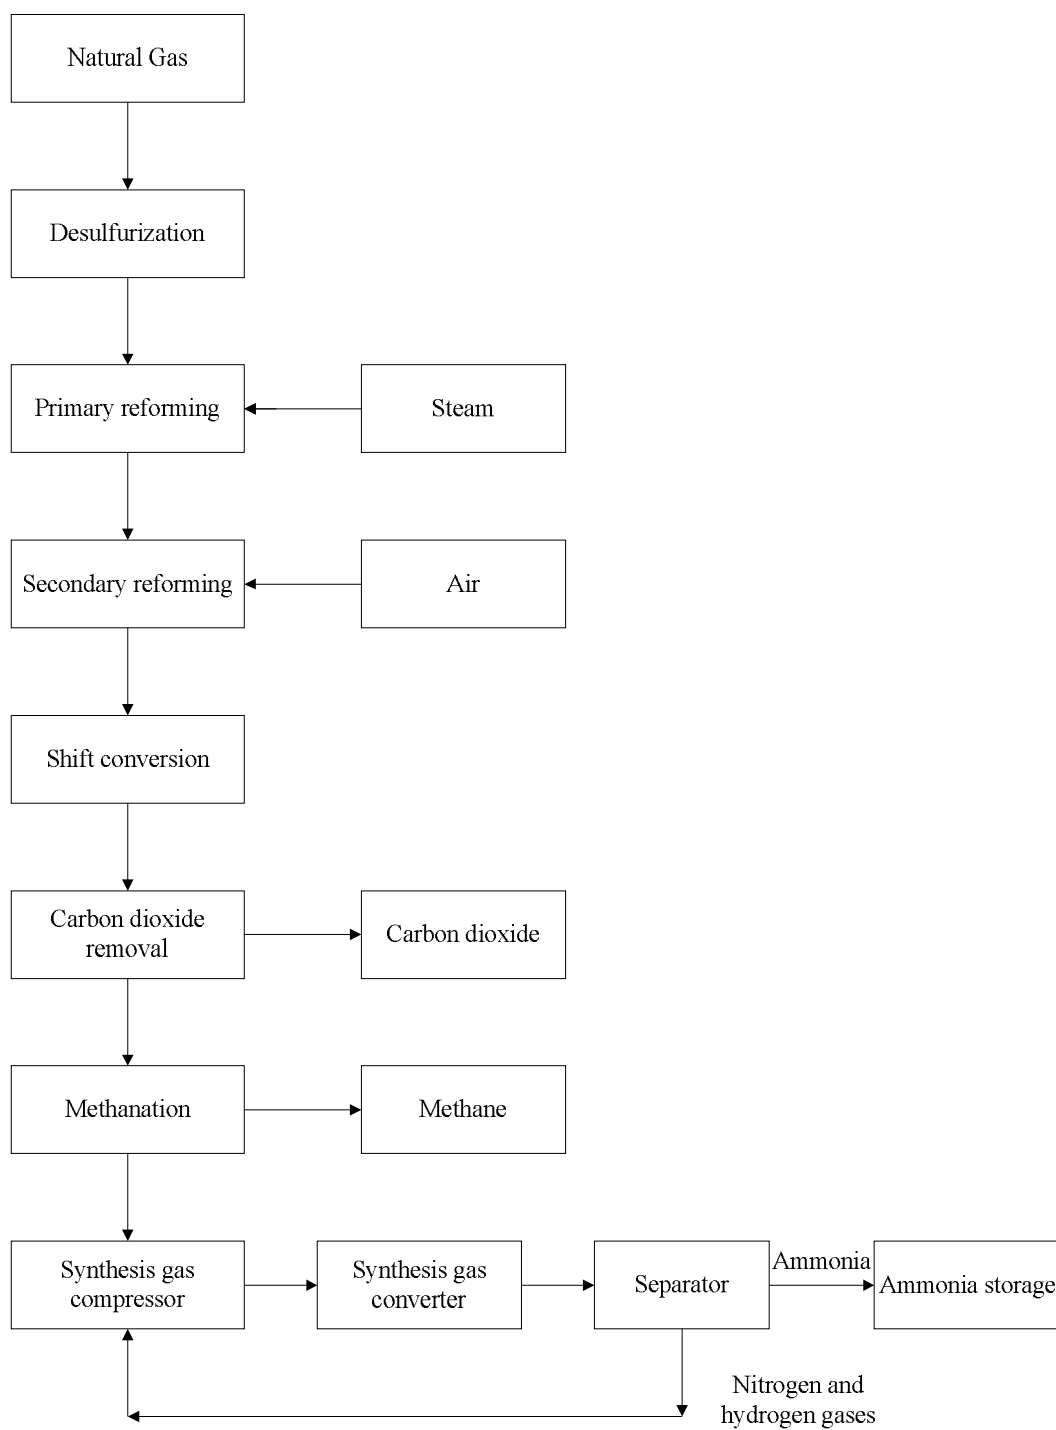 Natural Gas
Desulfurization
Primary reforming
Steam
Secondary reforming
Air
Shift conversion
Carbon dioxide
removal
Carbon dioxide
Methanation
Methane
Synthesis gas
compressor
Synthesis gas
converter
Separator
Ammonia
Ammonia storage
Nitrogen and
hydrogen gases